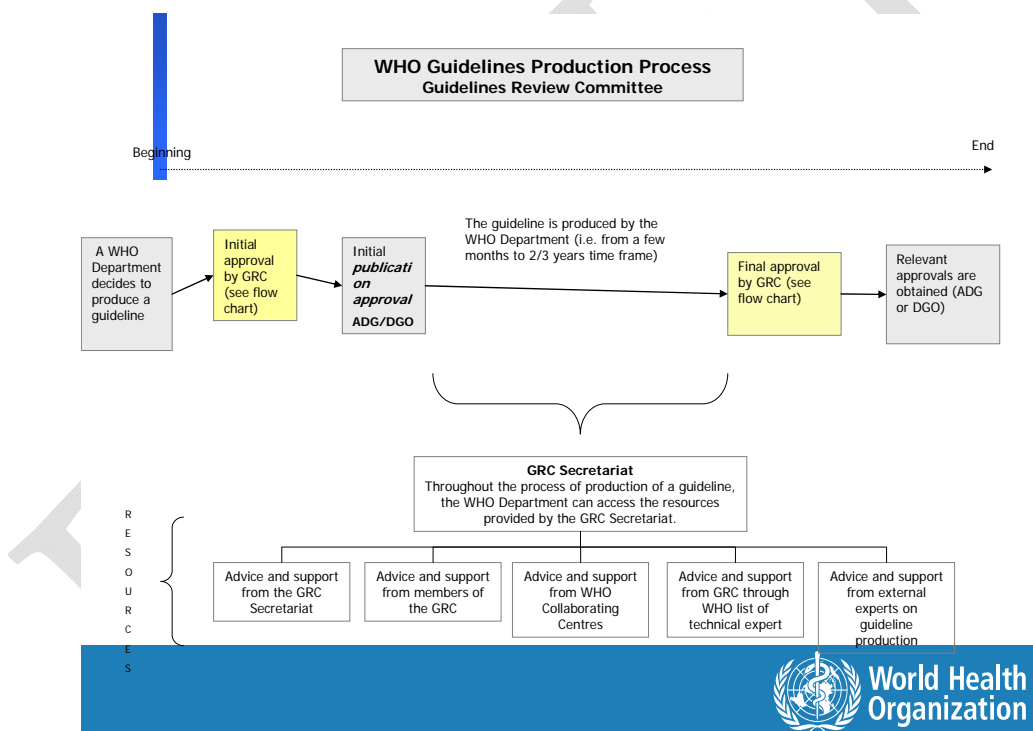 WHO Guidelines Production Process
Guidelines Review Committee
Beginning
End
A WHO
Department
decides to
produce a
guideline
Initial
approval
by GRC
(see flow
chart)
Initial
publicati
on
approval
ADG/DGO
The guideline is produced by the
WHO Department (i.e. from a few
months to 2/3 years time frame)
Final approval
by GRC (see
flow chart)
Relevant
approvals are
obtained (ADG
or DGO)
GRC Secretariat
Throughout the process of production of a guideline,
the WHO Department can access the resources
provided by the GRC Secretariat.
R
E
S
O
U
R
C
E
S
Advice and support
from the GRC
Secretariat
Advice and support
from members of
the GRC
Advice and support
from WHO
Collaborating
Centres
Advice and support
from GRC through
WHO list of
technical expert
Advice and support
from external
experts on
guideline
production
World Health
Organization